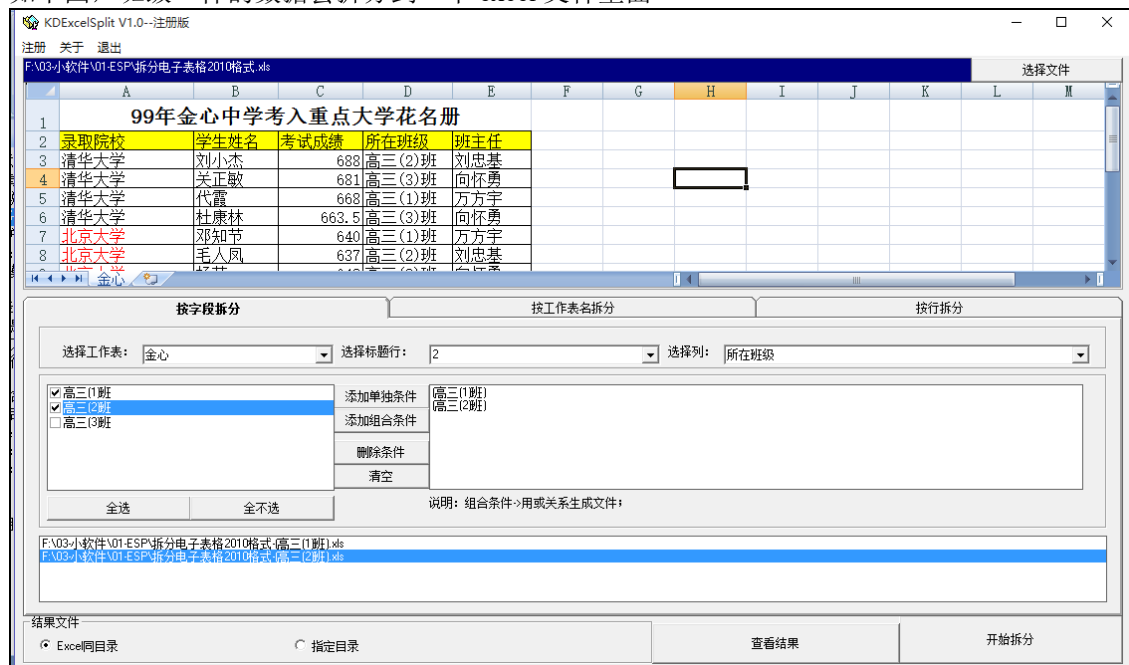 KDExcelSplit V1.0--注册版
注册 关于 退出
F:\03-小软件\01-ESP\拆分电子表格2010格式.xls 选择文件
A B C D E F G H I J K L M
1 99年金心中学考入重点大学花名册
2 录取院校 学生姓名 考试成绩 所在班级 班主任
3 清华大学 刘小杰 688 高三(2)班 刘忠基
4 清华大学 关正敏 681 高三(3)班 向怀勇
5 清华大学 代霞 668 高三(1)班 万方宇
6 清华大学 杜康林 663.5 高三(3)班 向怀勇
7 北京大学 邓知节 640 高三(1)班 万方宇
8 北京大学 毛人凤 637 高三(2)班 刘忠基
金心
按字段拆分 按工作表名拆分 按行拆分
选择工作表: 金心 选择标题行: 2 选择列: 所在班级
高三(1)班
高三(2)班
高三(3)班
添加单独条件
添加组合条件
删除条件
清空
(高三(1)班)
(高三(2)班)
全选 全不选
说明: 组合条件->用或关系生成文件;
F:\03-小软件\01-ESP\拆分电子表格2010格式-(高三(1)班).xls
F:\03-小软件\01-ESP\拆分电子表格2010格式-(高三(2)班).xls
结果文件
Excel同目录 指定目录 查看结果 开始拆分